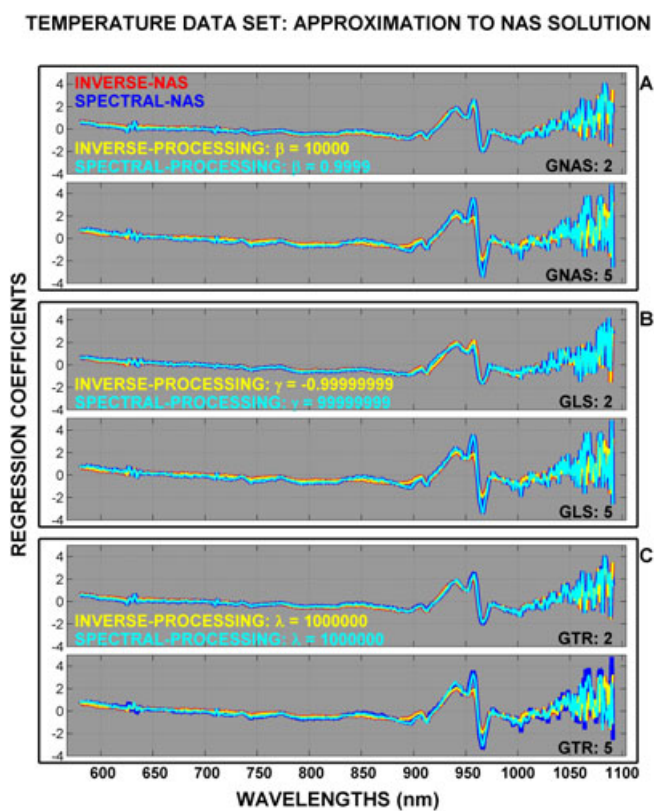 TEMPERATURE DATA SET: APPROXIMATION TO NAS SOLUTION
A
INVERSE-NAS
SPECTRAL-NAS
INVERSE-PROCESSING: β = 10000
SPECTRAL-PROCESSING: β = 0.9999
GNAS: 2
4
2
0
-2
-4
GNAS: 5
4
2
0
-2
-4
B
INVERSE-PROCESSING: γ = -0.99999999
SPECTRAL-PROCESSING: γ = 99999999
GLS: 2
4
2
0
-2
-4
GLS: 5
4
2
0
-2
-4
C
INVERSE-PROCESSING: λ = 1000000
SPECTRAL-PROCESSING: λ = 1000000
GTR: 2
4
2
0
-2
-4
GTR: 5
4
2
0
-2
-4
REGRESSION COEFFICIENTS
600 650 700 750 800 850 900 950 1000 1050 1100
WAVELENGTHS (nm)